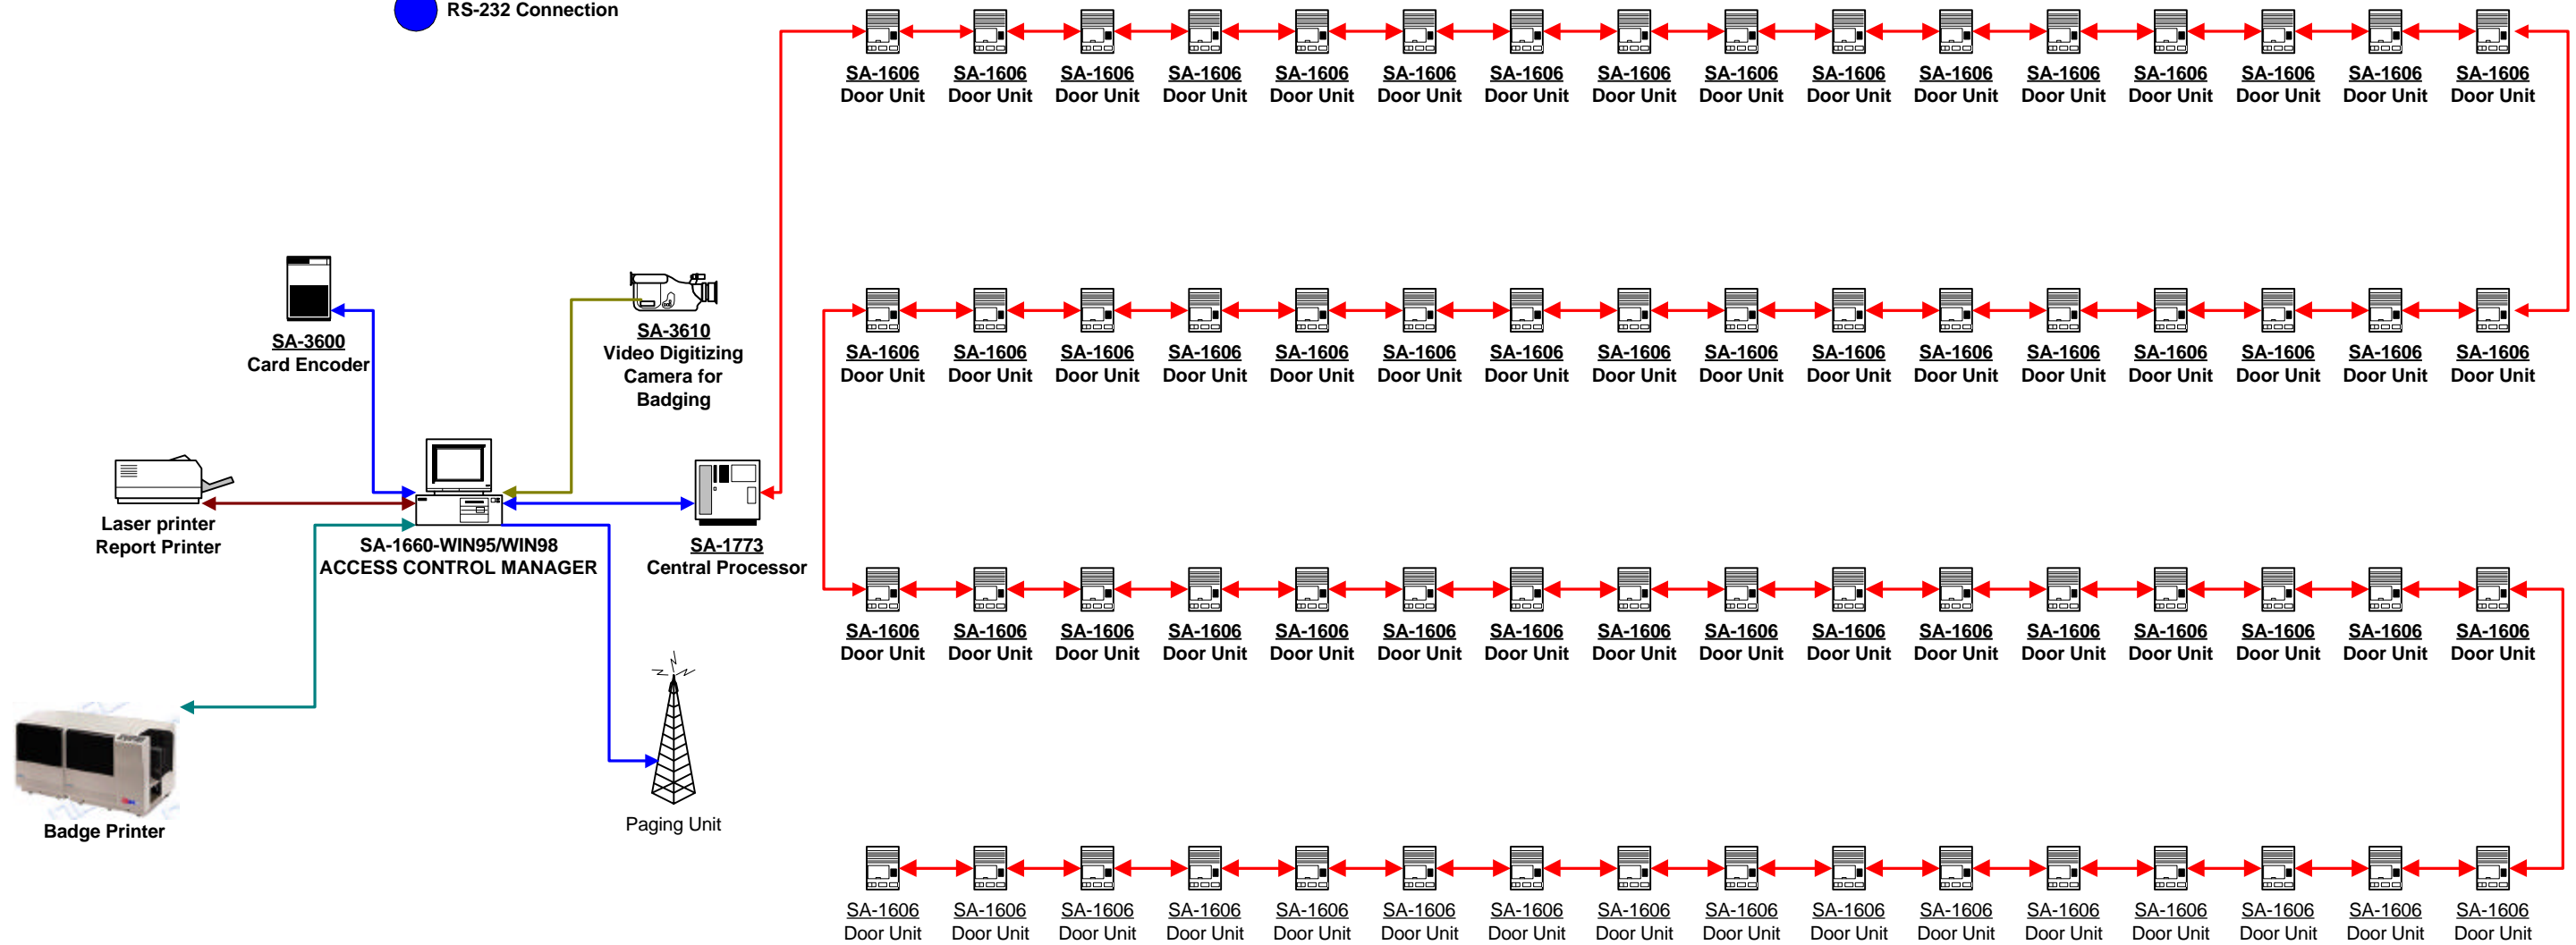 RS-232 Connection
SA-1606 SA-1606 SA-1606 SA-1606 SA-1606 SA-1606 SA-1606 SA-1606 SA-1606 SA-1606 SA-1606 SA-1606 SA-1606 SA-1606 SA-1606 SA-1606
Door Unit Door Unit Door Unit Door Unit Door Unit Door Unit Door Unit Door Unit Door Unit Door Unit Door Unit Door Unit Door Unit Door Unit Door Unit Door Unit
SA-3600
Card Encoder
SA-3610
Video Digitizing
Camera for
Badging
SA-1606 SA-1606 SA-1606 SA-1606 SA-1606 SA-1606 SA-1606 SA-1606 SA-1606 SA-1606 SA-1606 SA-1606 SA-1606 SA-1606 SA-1606 SA-1606
Door Unit Door Unit Door Unit Door Unit Door Unit Door Unit Door Unit Door Unit Door Unit Door Unit Door Unit Door Unit Door Unit Door Unit Door Unit Door Unit
Laser printer
Report Printer
SA-1660-WIN95/WIN98
ACCESS CONTROL MANAGER
SA-1773
Central Processor
SA-1606 SA-1606 SA-1606 SA-1606 SA-1606 SA-1606 SA-1606 SA-1606 SA-1606 SA-1606 SA-1606 SA-1606 SA-1606 SA-1606 SA-1606 SA-1606
Door Unit Door Unit Door Unit Door Unit Door Unit Door Unit Door Unit Door Unit Door Unit Door Unit Door Unit Door Unit Door Unit Door Unit Door Unit Door Unit
Badge Printer
Paging Unit
SA-1606 SA-1606 SA-1606 SA-1606 SA-1606 SA-1606 SA-1606 SA-1606 SA-1606 SA-1606 SA-1606 SA-1606 SA-1606 SA-1606 SA-1606 SA-1606
Door Unit Door Unit Door Unit Door Unit Door Unit Door Unit Door Unit Door Unit Door Unit Door Unit Door Unit Door Unit Door Unit Door Unit Door Unit Door Unit